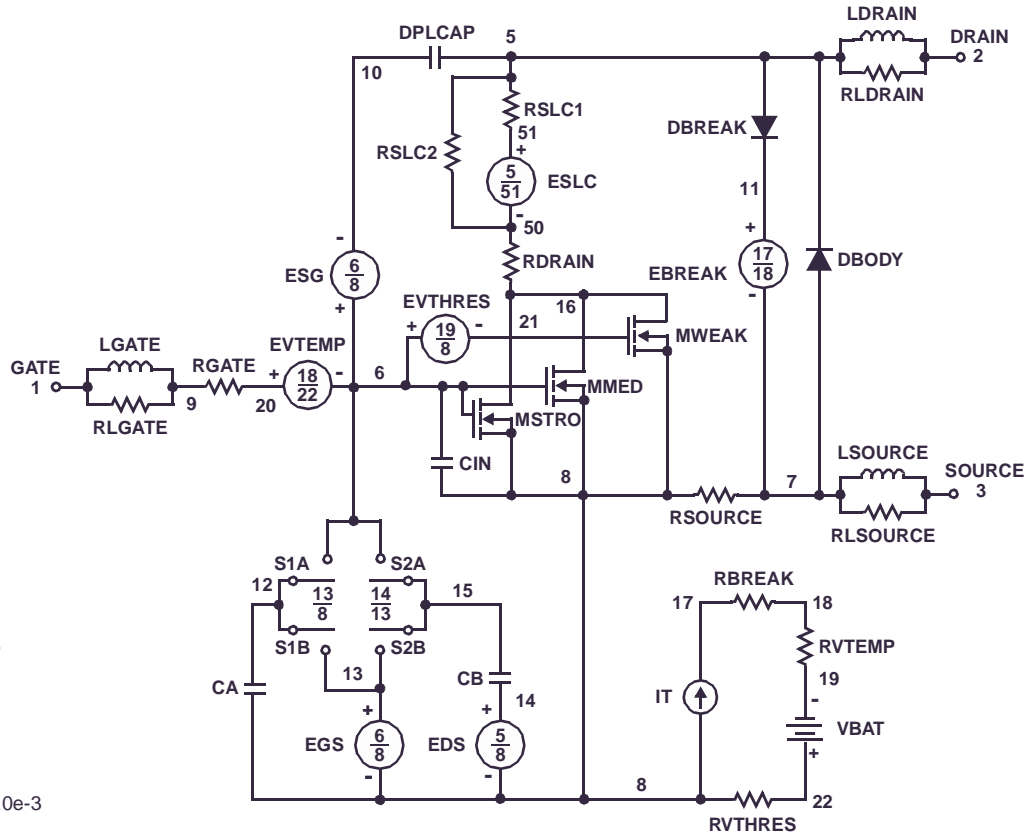 DPLCAP
5
LDRAIN
DRAIN
2
RLDRAIN
10
RSLC1
51
+
RSLC2
5
51
ESLC
-
50
DBREAK
11
+
17
18
EBREAK
-
DBODY
RDRAIN
-
ESG
6
8
+
EVTHRES
+
19
8
-
21
16
MWEAK
LGATE
GATE
1
RLGATE
9
RGATE
EVTEMP
+
18
22
-
20
6
MMED
MSTRO
CIN
8
RSOURCE
7
LSOURCE
SOURCE
3
RLSOURCE
S1A
S2A
12
13
8
14
13
15
S1B
S2B
13
CA
CB
14
+
EGS
6
8
-
+
EDS
5
8
-
8
RBREAK
17
18
RVTEMP
19
IT
-
VBAT
+
22
RVTHRES
0e-3